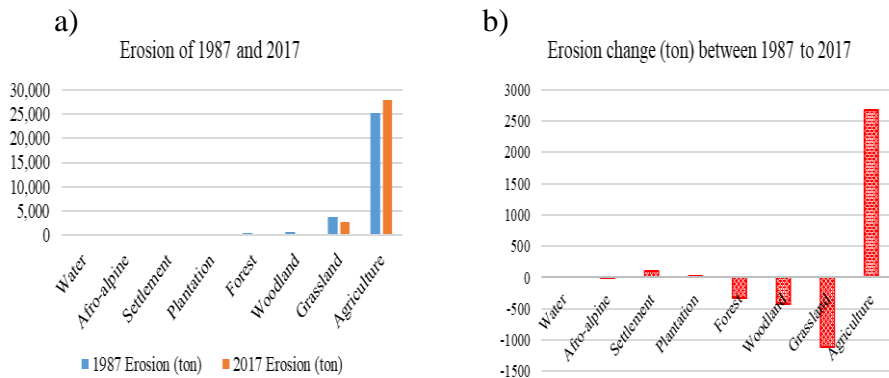 a)
Erosion of 1987 and 2017
30,000
25,000
20,000
15,000
10,000
5,000
0
Water
Afro-alpine
Settlement
Plantation
Forest
Woodland
Grassland
Agriculture
1987 Erosion (ton) 2017 Erosion (ton)
b)
Erosion change (ton) between 1987 to 2017
3000
2500
2000
1500
1000
500
0
-500
-1000
-1500
Water
Afro-alpine
Settlement
Plantation
Forest
Woodland
Grassland
Agriculture